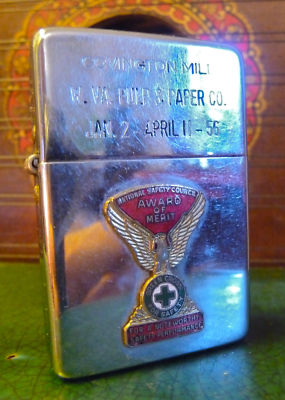 COVINGTON MILL
W. VA. PULP & PAPER CO.
JAN. 2 - APRIL 11 - 56
NATIONAL SAFETY COUNCIL
AWARD
OF
MERIT
SAFETY
FOR A NOTEWORTHY
SAFETY PERFORMANCE